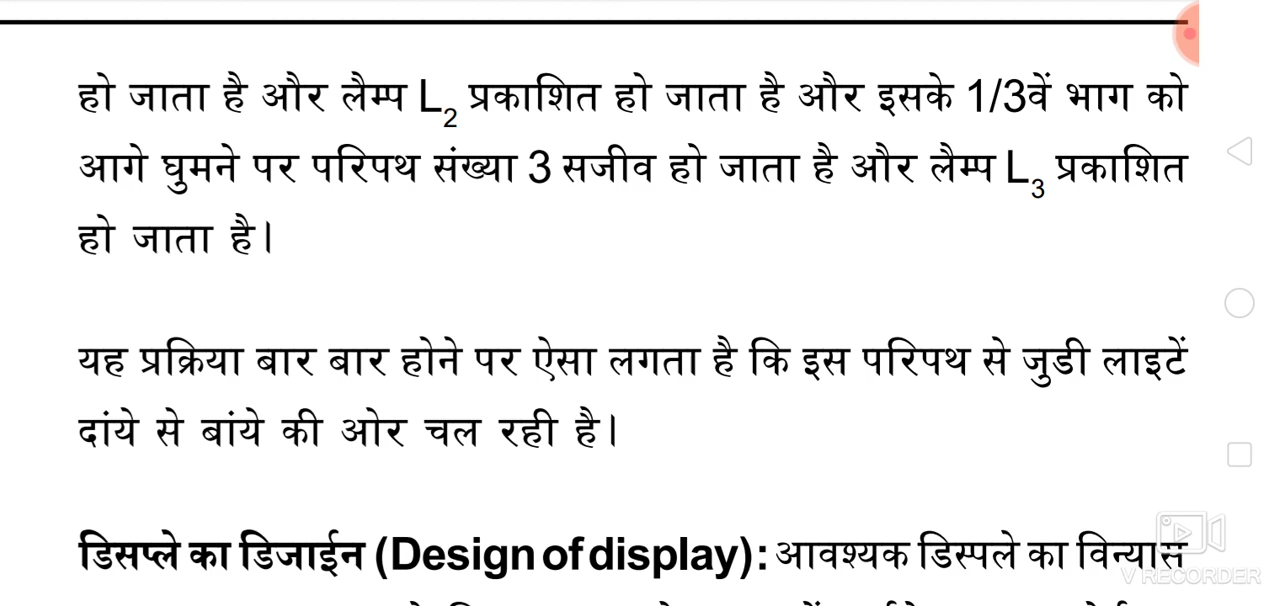 हो जाता है और लैम्प L₂ प्रकाशित हो जाता है और इसके 1/3वें भाग को
आगे घुमने पर परिपथ संख्या 3 सजीव हो जाता है और लैम्प L₃ प्रकाशित
हो जाता है।
यह प्रक्रिया बार बार होने पर ऐसा लगता है कि इस परिपथ से जुडी लाइटें
दांये से बांये की ओर चल रही है।
डिसप्ले का डिजाईन (Design of display): आवश्यक डिस्पले का विन्यास
V RECORDER